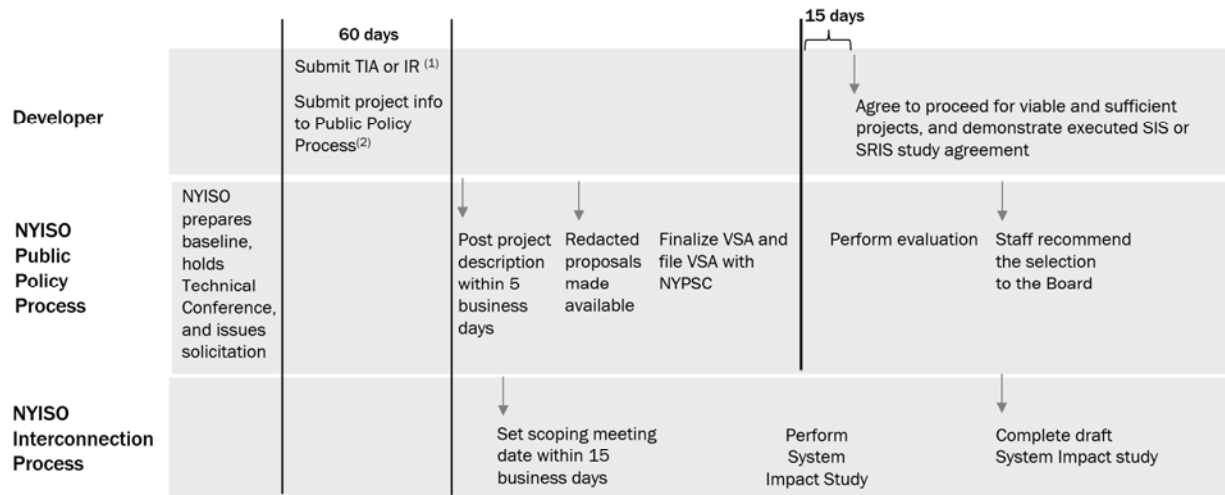 60 days
15 days
Developer
Submit TIA or IR (1)
Submit project info
to Public Policy
Process(2)
Agree to proceed for viable and sufficient
projects, and demonstrate executed SIS or
SRIS study agreement
NYISO
Public
Policy
Process
NYISO
prepares
baseline,
holds
Technical
Conference,
and issues
solicitation
Post project
description
within 5
business
days
Redacted
proposals
made
available
Finalize VSA and
file VSA with
NYPSC
Perform evaluation
Staff recommend
the selection
to the Board
NYISO
Interconnection
Process
Set scoping meeting
date within 15
business days
Perform
System
Impact Study
Complete draft
System Impact study